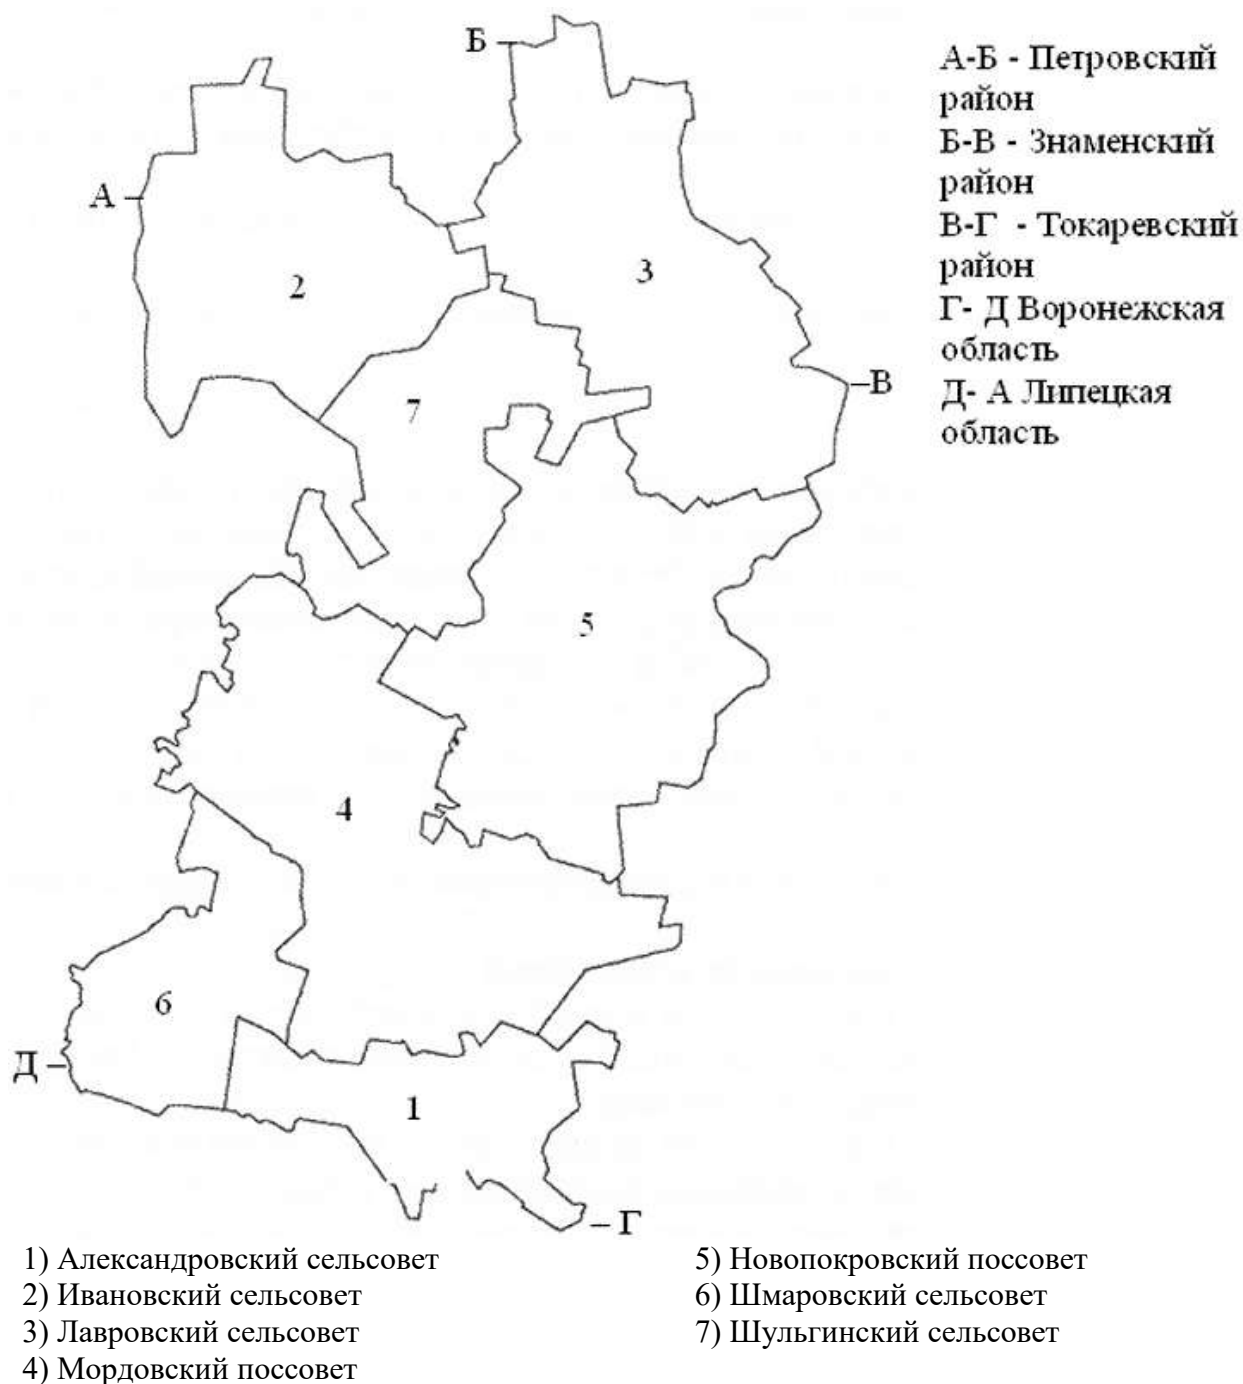 Б
А-Б - Петровский
район
Б-В - Знаменский
район
В-Г - Токаревский
район
Г- Д Воронежская
область
Д- А Липецкая
область
А
2
3
В
7
5
4
6
Д
1
Г
1) Александровский сельсовет
2) Ивановский сельсовет
3) Лавровский сельсовет
4) Мордовский поссовет
5) Новопокровский поссовет
6) Шмаровский сельсовет
7) Шульгинский сельсовет